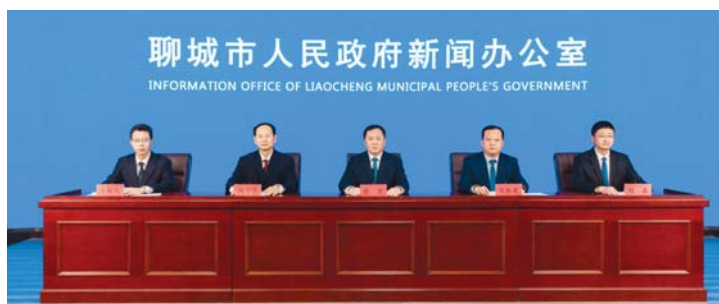 聊城市人民政府新闻办公室
INFORMATION OFFICE OF LIAOCHENG MUNICIPAL PEOPLE'S GOVERNMENT